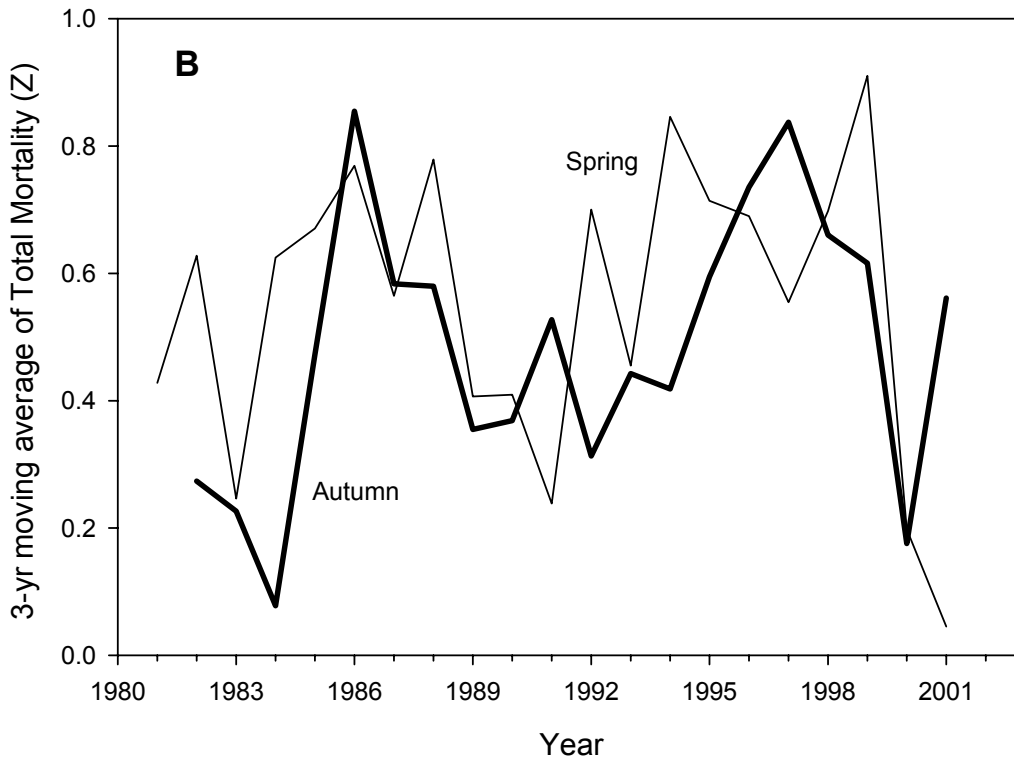 B
3-yr moving average of Total Mortality (Z)
1.0
0.8
0.6
0.4
0.2
0.0
Spring
Autumn
1980 1983 1986 1989 1992 1995 1998 2001
Year